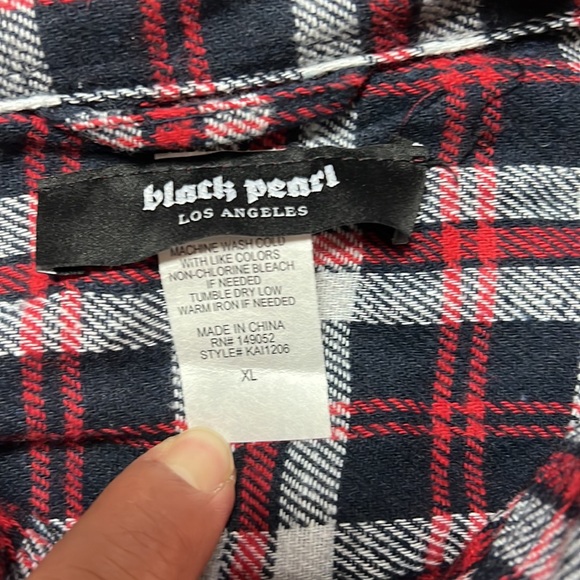 black pearl
LOS ANGELES
MACHINE WASH COLD
WITH LIKE COLORS
NON-CHLORINE BLEACH
IF NEEDED
TUMBLE DRY LOW
WARM IRON IF NEEDED
MADE IN CHINA
RN# 149052
STYLE# KAI1206
XL